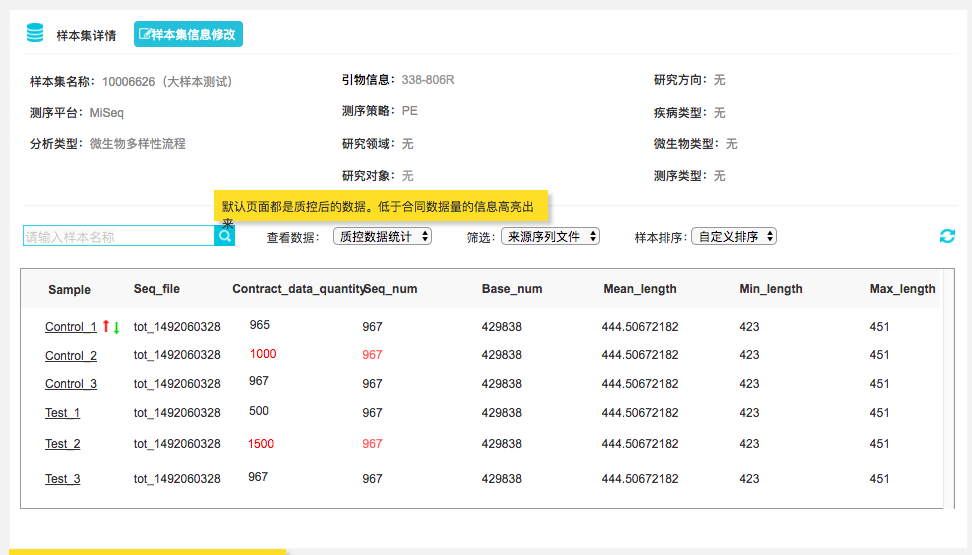 样本集详情 样本集信息修改
样本集名称：10006626（大样本测试） 引物信息：338-806R 研究方向：无
测序平台：MiSeq 测序策略：PE 疾病类型：无
分析类型：微生物多样性流程 研究领域：无 微生物类型：无
研究对象：无 测序类型：无
默认页面都是质控后的数据。低于合同数据量的信息高亮出
来
请输入样本名称 查看数据： 质控数据统计 筛选： 来源序列文件 样本排序： 自定义排序
Sample Seq_file Contract_data_quantity Seq_num Base_num Mean_length Min_length Max_length
Control_1 tot_1492060328 965 967 429838 444.50672182 423 451
Control_2 tot_1492060328 1000 967 429838 444.50672182 423 451
Control_3 tot_1492060328 967 967 429838 444.50672182 423 451
Test_1 tot_1492060328 500 967 429838 444.50672182 423 451
Test_2 tot_1492060328 1500 967 429838 444.50672182 423 451
Test_3 tot_1492060328 967 967 429838 444.50672182 423 451